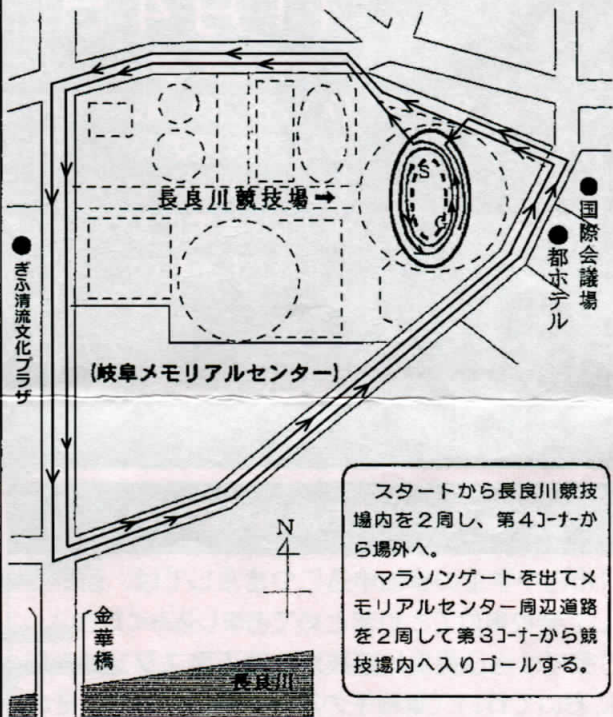 長良川競技場→
S
G
●国際会議場
●都ホテル
●ぎふ清流文化プラザ
(岐阜メモリアルセンター)
N
金華橋
長良川
スタートから長良川競技
場内を2周し、第4コーナーか
ら場外へ。
マラソンゲートを出てメ
モリアルセンター周辺道路
を2周して第3コーナーから競
技場内へ入りゴールする。